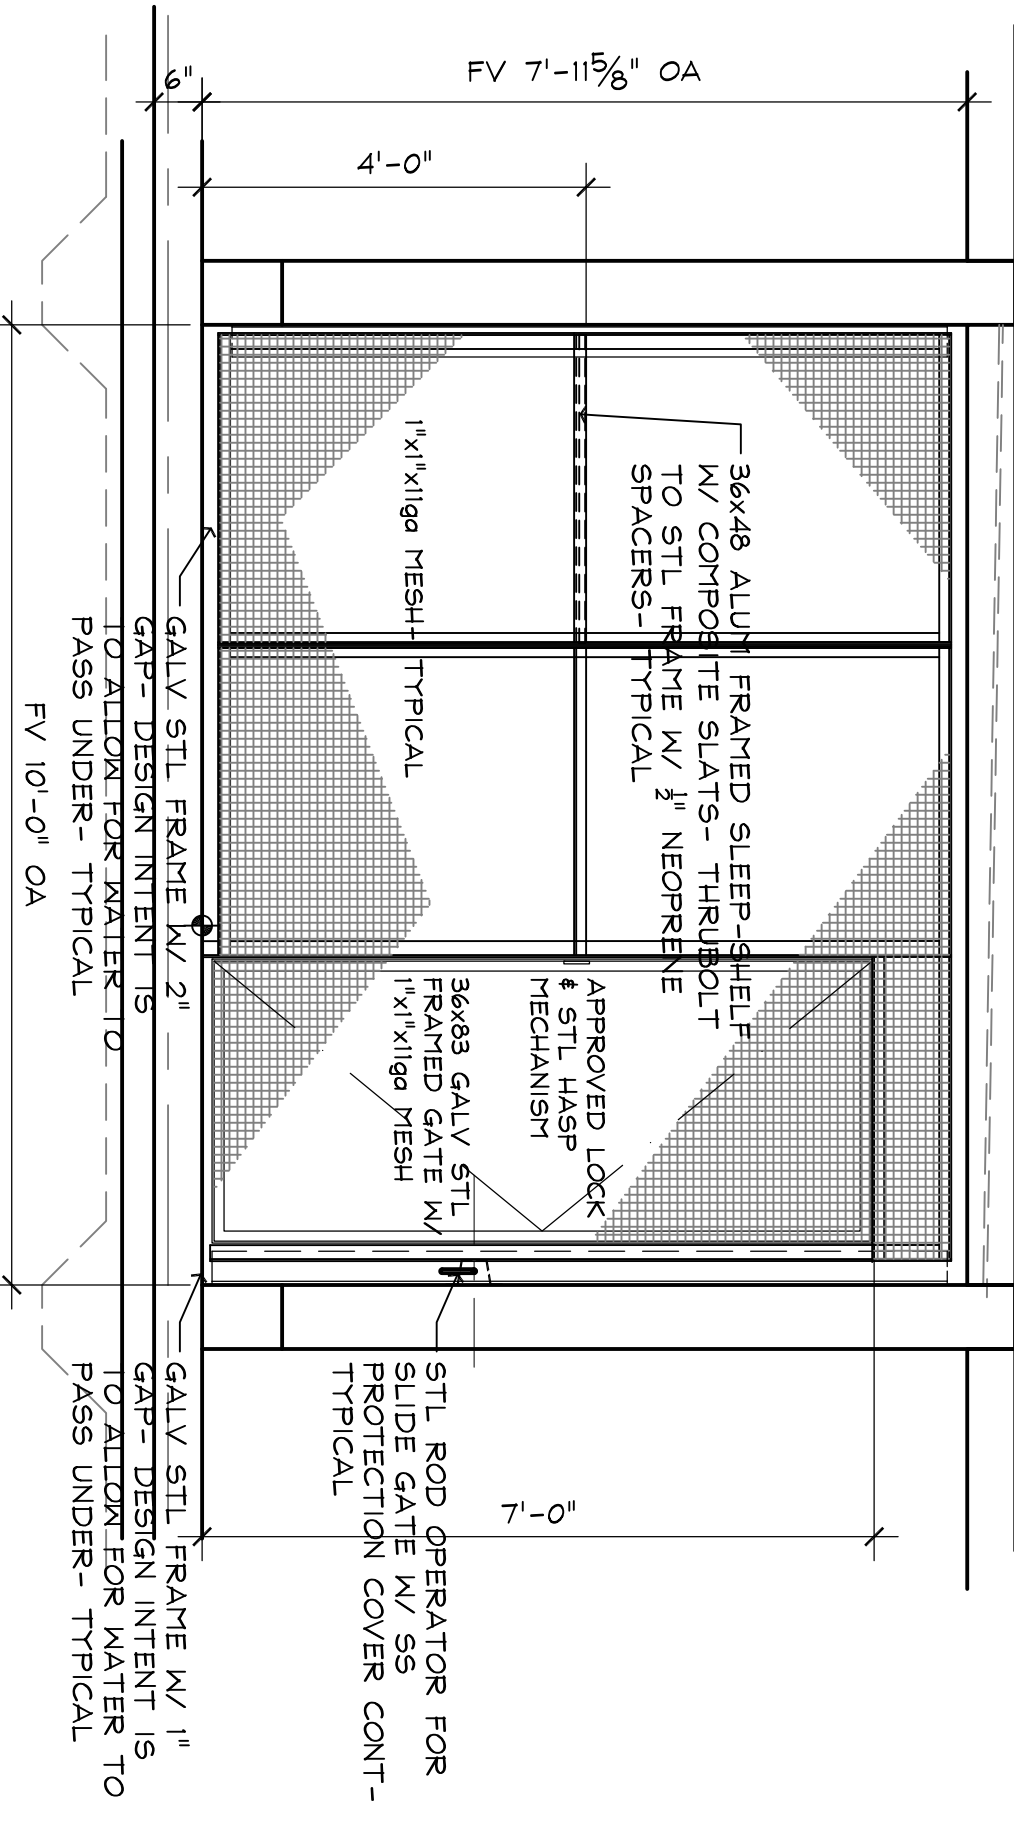 FV 7'-11 5/8" OA
6"
4'-0"
36x48 ALUM FRAMED SLEEP-SHELF
W/ COMPOSITE SLATS- THRUBOLT
TO STL FRAME W/ 1/2" NEOPRENE
SPACERS- TYPICAL
1"x1"x11ga MESH- TYPICAL
APPROVED LOCK
& STL HASP
MECHANISM
36x83 GALV STL
FRAMED GATE W/
1"x1"x11ga MESH
GALV STL FRAME W/ 2"
GAP- DESIGN INTENT IS
TO ALLOW FOR WATER TO
PASS UNDER- TYPICAL
FV 10'-0" OA
7'-0"
STL ROD OPERATOR FOR
SLIDE GATE W/ SS
PROTECTION COVER CONT-
TYPICAL
GALV STL FRAME W/ 1"
GAP- DESIGN INTENT IS
TO ALLOW FOR WATER TO
PASS UNDER- TYPICAL